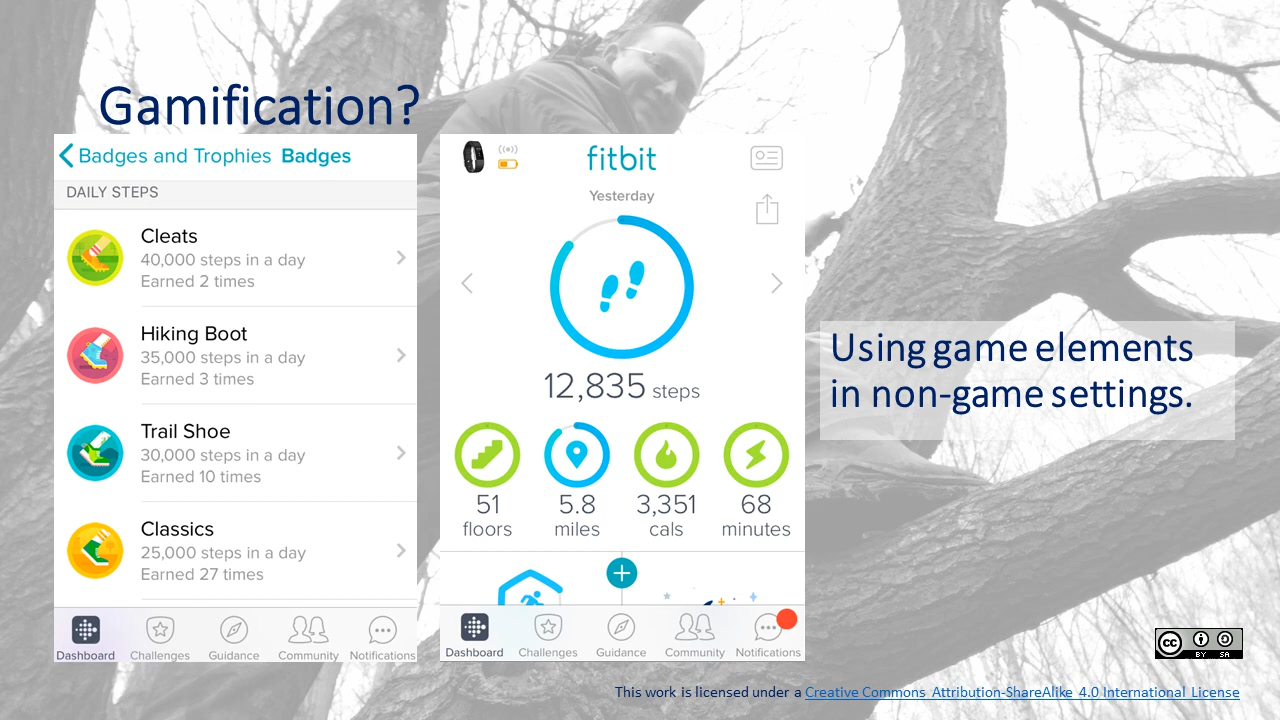 Gamification?
Badges and Trophies Badges
DAILY STEPS
Cleats
40,000 steps in a day
Earned 2 times
Hiking Boot
35,000 steps in a day
Earned 3 times
Trail Shoe
30,000 steps in a day
Earned 10 times
Classics
25,000 steps in a day
Earned 27 times
Dashboard Challenges Guidance Community Notifications
fitbit
Yesterday
12,835 steps
51 5.8 3,351 68
floors miles cals minutes
Dashboard Challenges Guidance Community Notifications
Using game elements
in non-game settings.
cc BY SA
This work is licensed under a Creative Commons Attribution-ShareAlike 4.0 International License